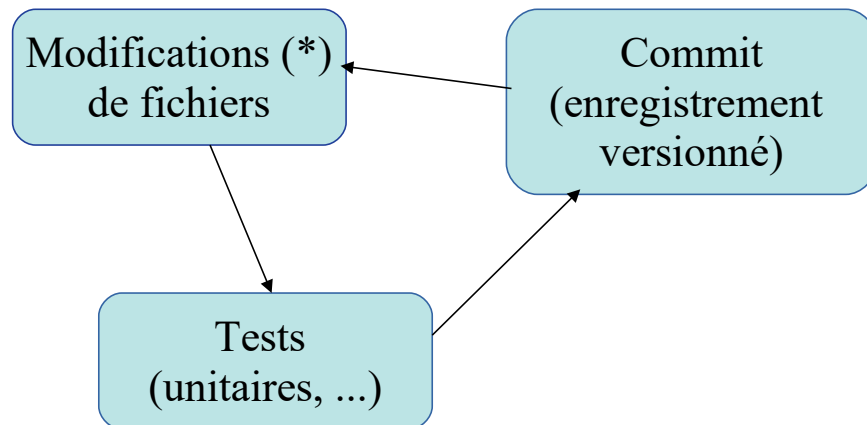 Modifications (*)
de fichiers
Commit
(enregistrement
versionné)
Tests
(unitaires, ...)